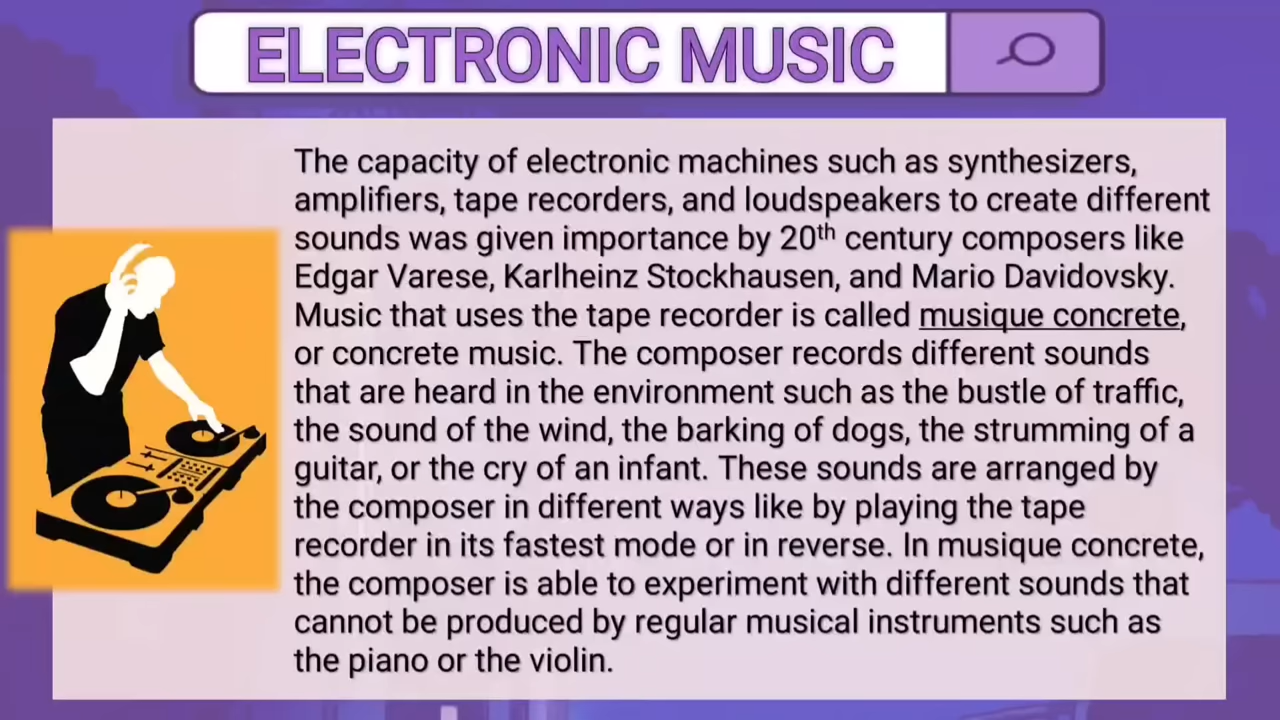 ELECTRONIC MUSIC
The capacity of electronic machines such as synthesizers,
amplifiers, tape recorders, and loudspeakers to create different
sounds was given importance by 20th century composers like
Edgar Varese, Karlheinz Stockhausen, and Mario Davidovsky.
Music that uses the tape recorder is called musique concrete,
or concrete music. The composer records different sounds
that are heard in the environment such as the bustle of traffic,
the sound of the wind, the barking of dogs, the strumming of a
guitar, or the cry of an infant. These sounds are arranged by
the composer in different ways like by playing the tape
recorder in its fastest mode or in reverse. In musique concrete,
the composer is able to experiment with different sounds that
cannot be produced by regular musical instruments such as
the piano or the violin.